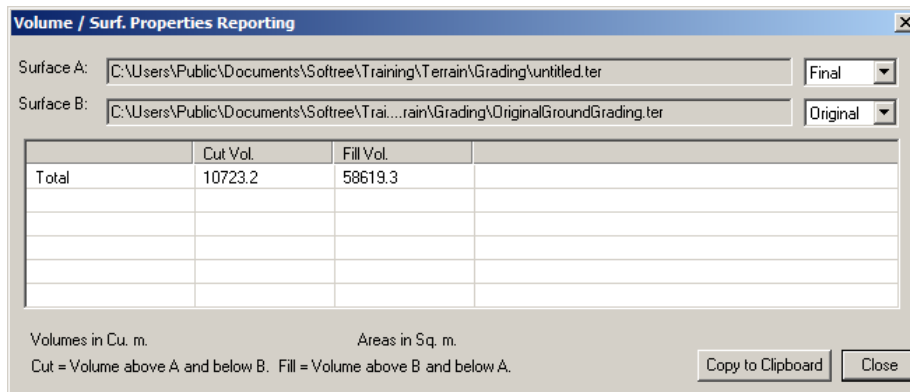 Volume / Surf. Properties Reporting
Surface A: C:\Users\Public\Documents\Softree\Training\Terrain\Grading\untitled.ter Final
Surface B: C:\Users\Public\Documents\Softree\Trai....rain\Grading\OriginalGroundGrading.ter Original
Cut Vol. Fill Vol.
Total 10723.2 58619.3
Volumes in Cu. m. Areas in Sq. m.
Cut = Volume above A and below B. Fill = Volume above B and below A.
Copy to Clipboard Close